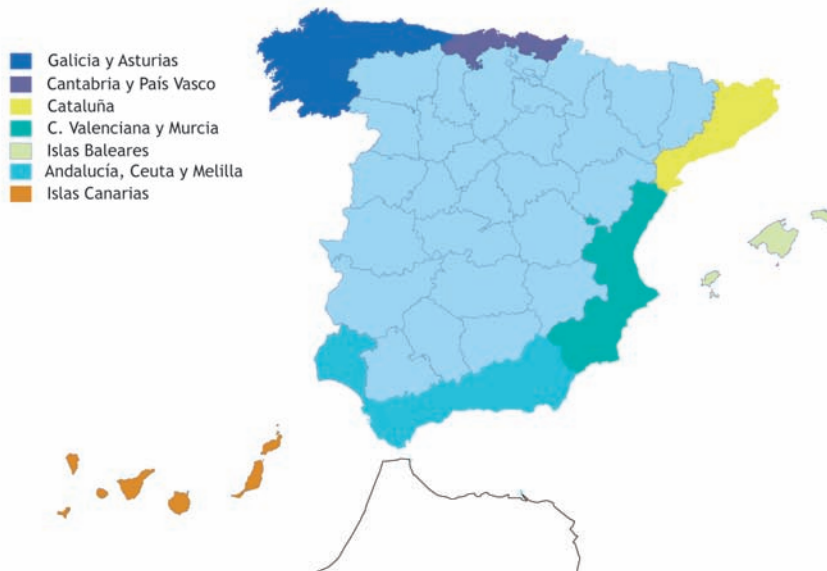 Galicia y Asturias
Cantabria y País Vasco
Cataluña
C. Valenciana y Murcia
Islas Baleares
Andalucía, Ceuta y Melilla
Islas Canarias